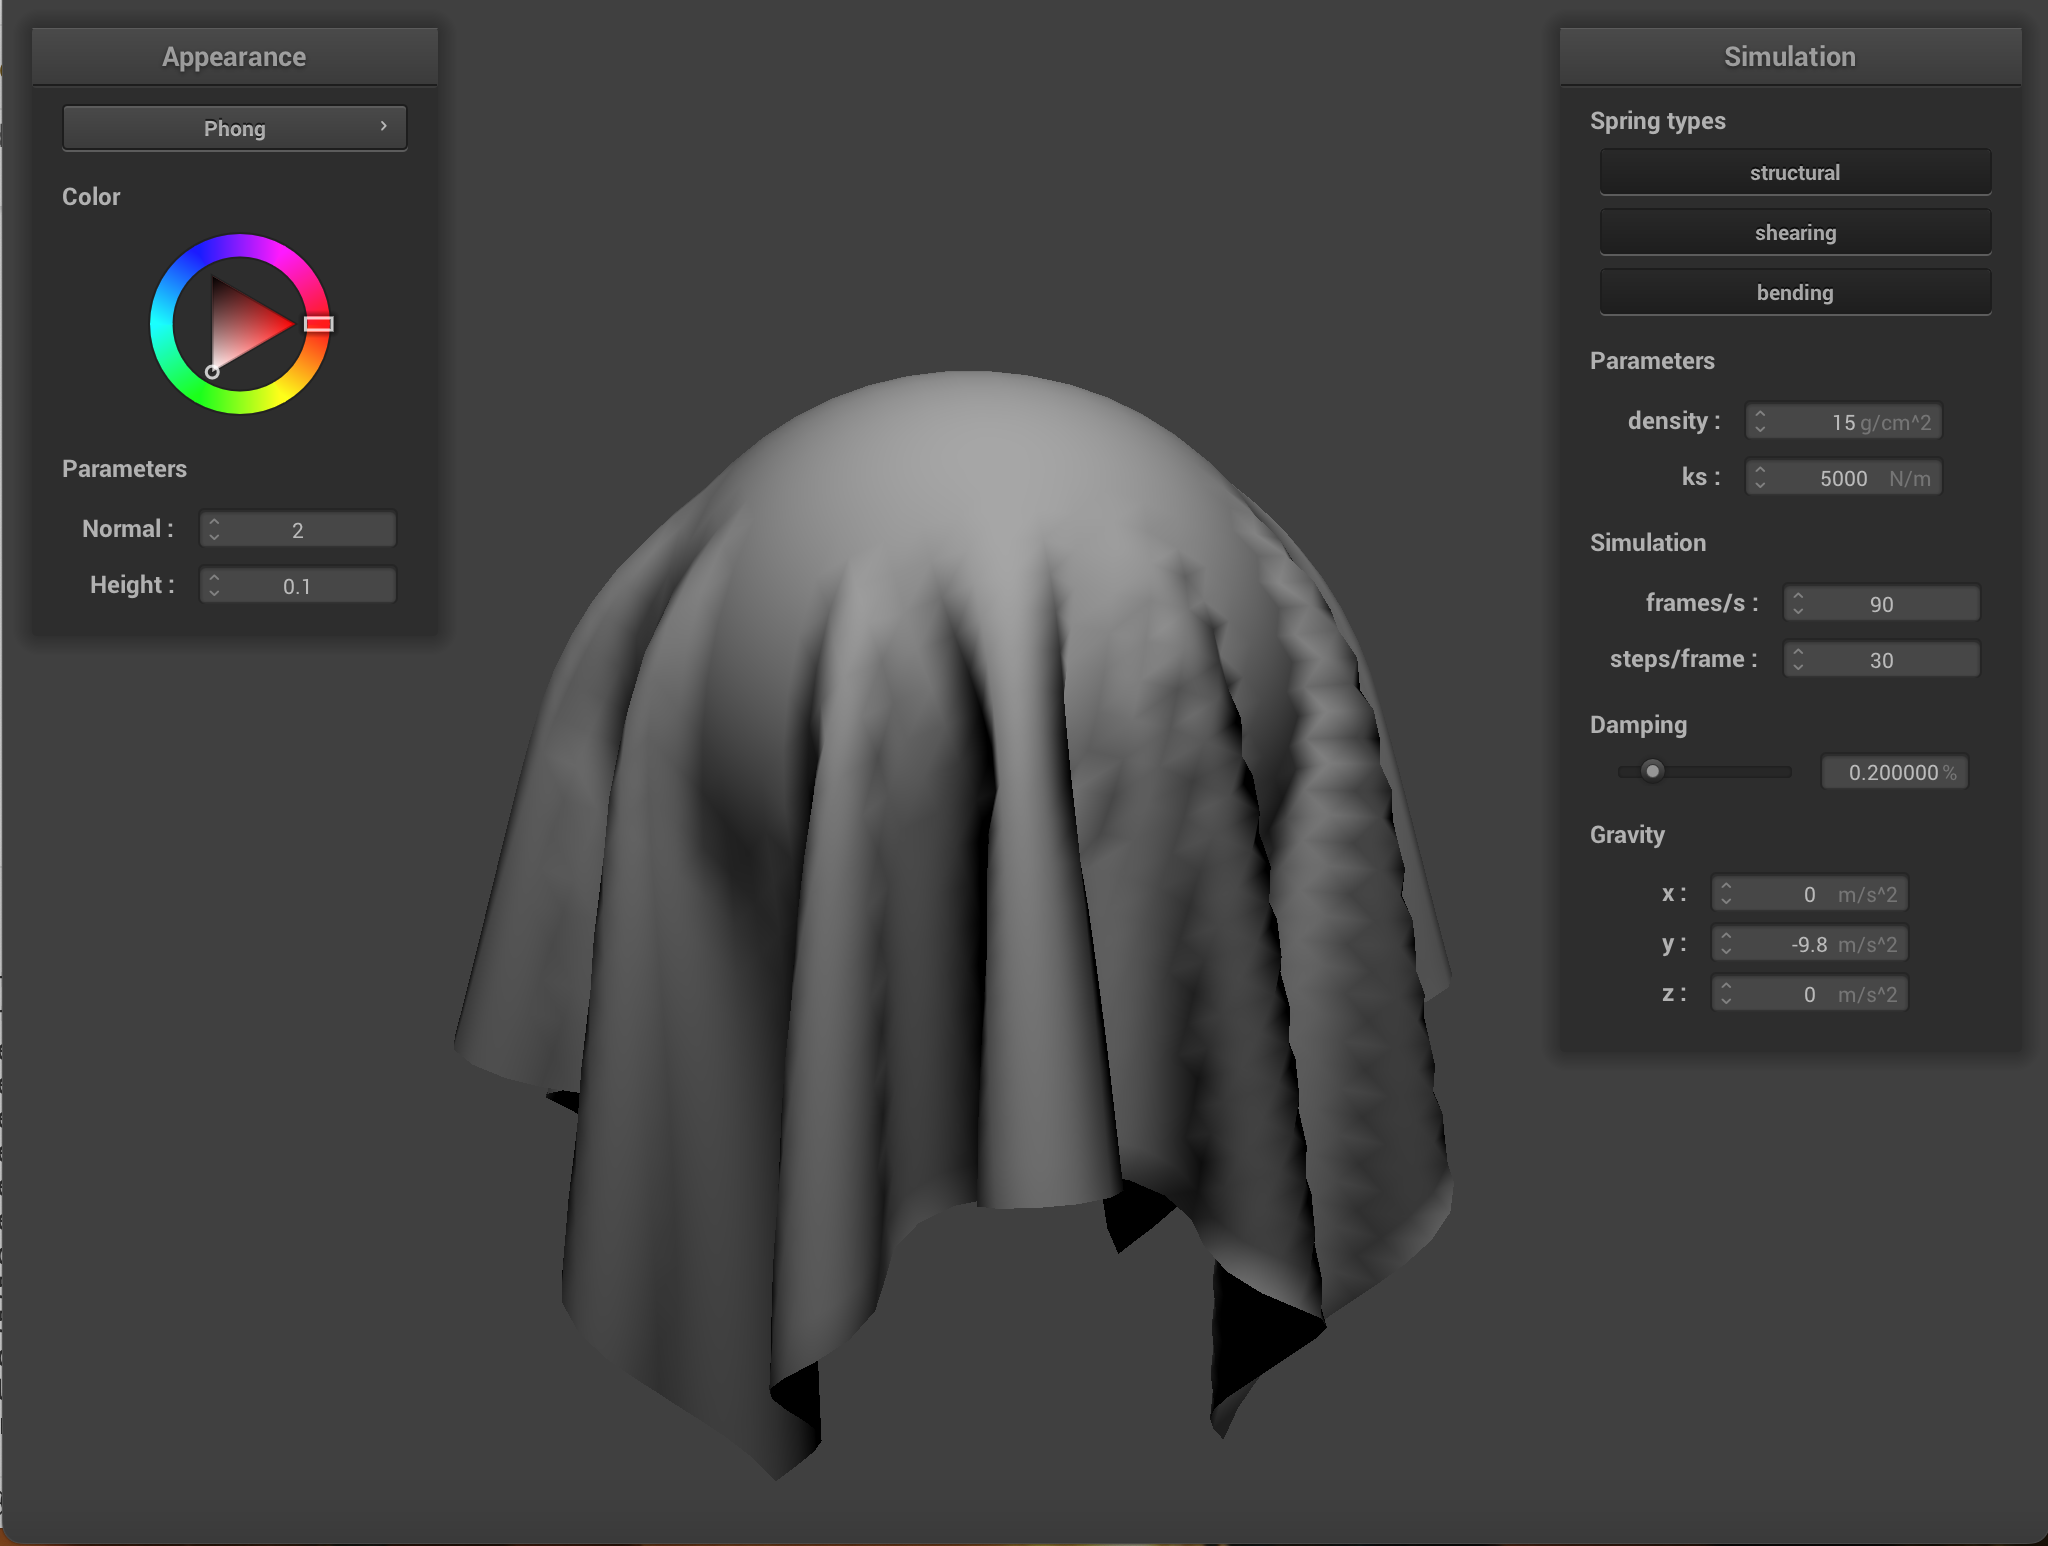 Appearance
Phong
Color
Parameters
Normal : 2
Height : 0.1
Simulation
Spring types
structural
shearing
bending
Parameters
density : 15 g/cm^2
ks : 5000 N/m
Simulation
frames/s : 90
steps/frame : 30
Damping
0.200000 %
Gravity
x : 0 m/s^2
y : -9.8 m/s^2
z : 0 m/s^2